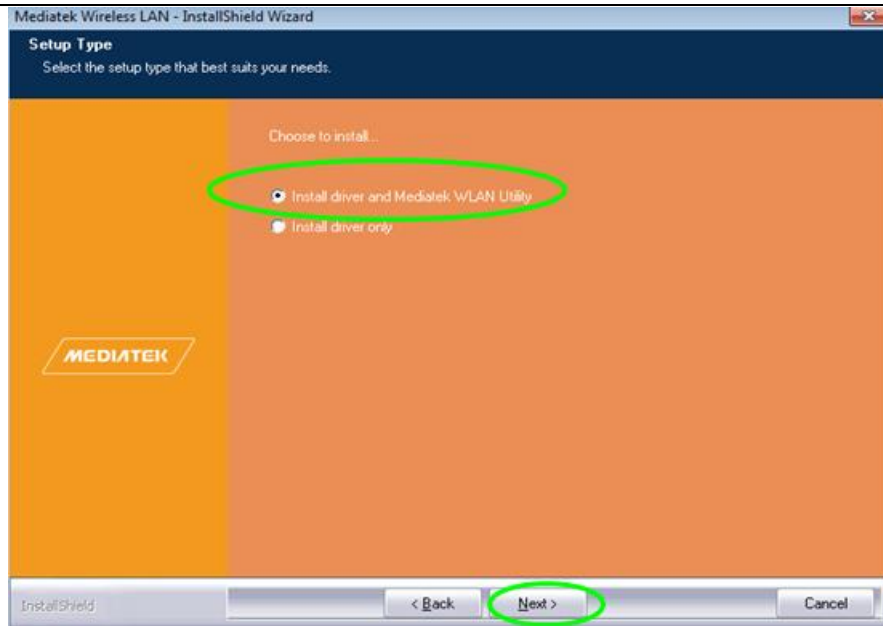 Mediatek Wireless LAN - InstallShield Wizard
Setup Type
Select the setup type that best suits your needs.
Choose to install...
Install driver and Mediatek WLAN Utility
Install driver only
MEDIATEK
InstallShield
< Back
Next >
Cancel